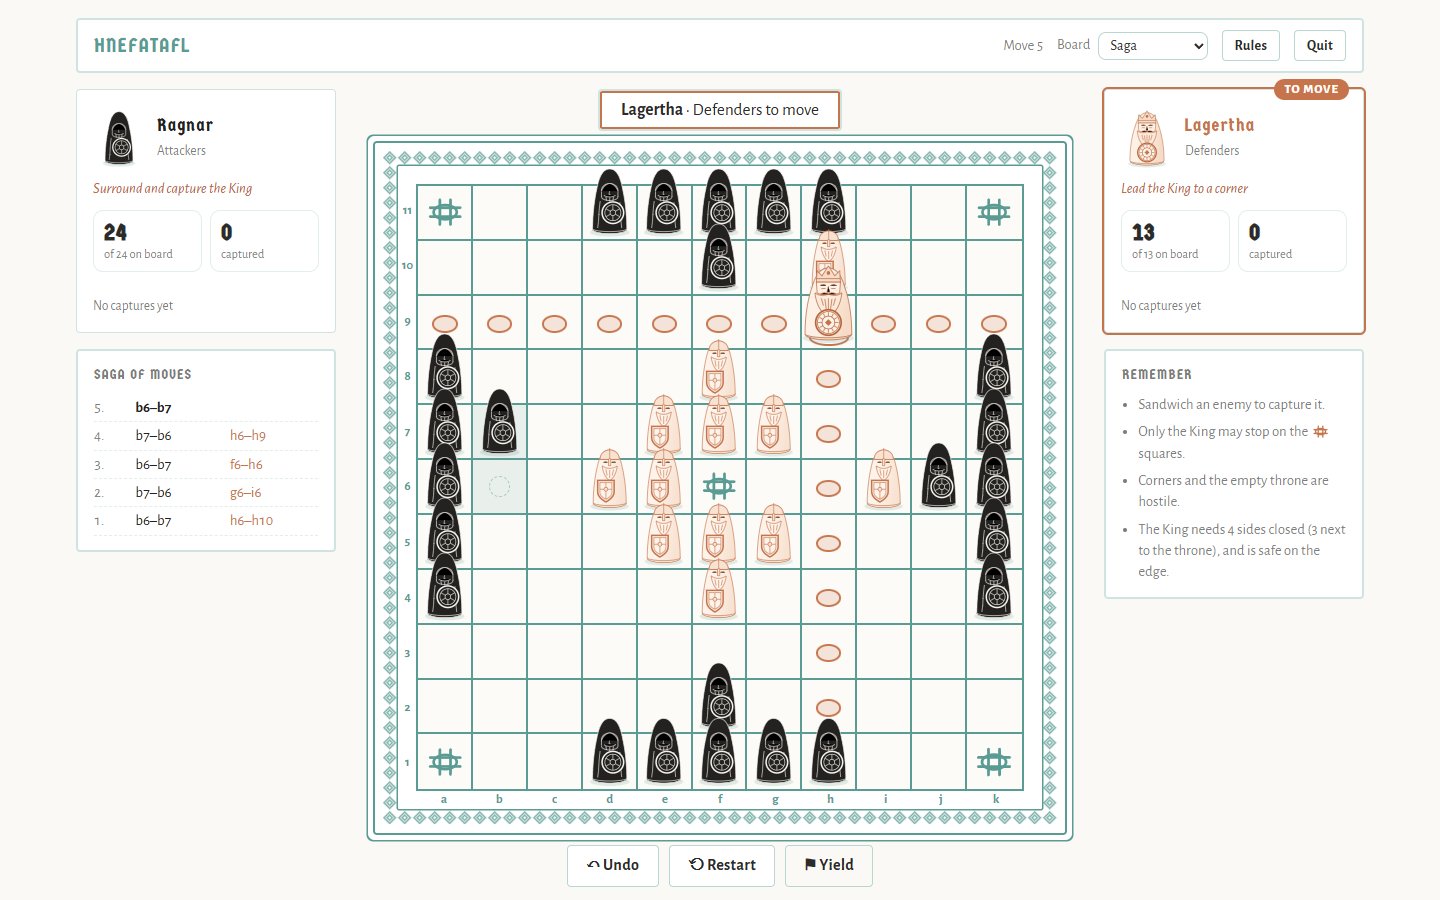 HNEFATAFL
Move 5
Board
Saga
Rules
Quit
Ragnar
Attackers
Surround and capture the King
24
of 24 on board
0
captured
No captures yet
SAGA OF MOVES
5. b6–b7
4. b7–b6 h6–h9
3. b6–b7 f6–h6
2. b7–b6 g6–i6
1. b6–b7 h6–h10
Lagertha · Defenders to move
11
10
9
8
7
6
5
4
3
2
1
a b c d e f g h i j k
Undo
Restart
Yield
TO MOVE
Lagertha
Defenders
Lead the King to a corner
13
of 13 on board
0
captured
No captures yet
REMEMBER
• Sandwich an enemy to capture it.
• Only the King may stop on the
squares.
• Corners and the empty throne are
hostile.
• The King needs 4 sides closed (3 next
to the throne), and is safe on the
edge.